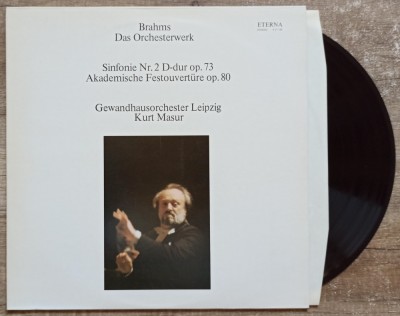 Brahms
Das Orchesterwerk
ETERNA
Sinfonie Nr. 2 D-dur op. 73
Akademische Festouvertüre op. 80
Gewandhausorchester Leipzig
Kurt Masur